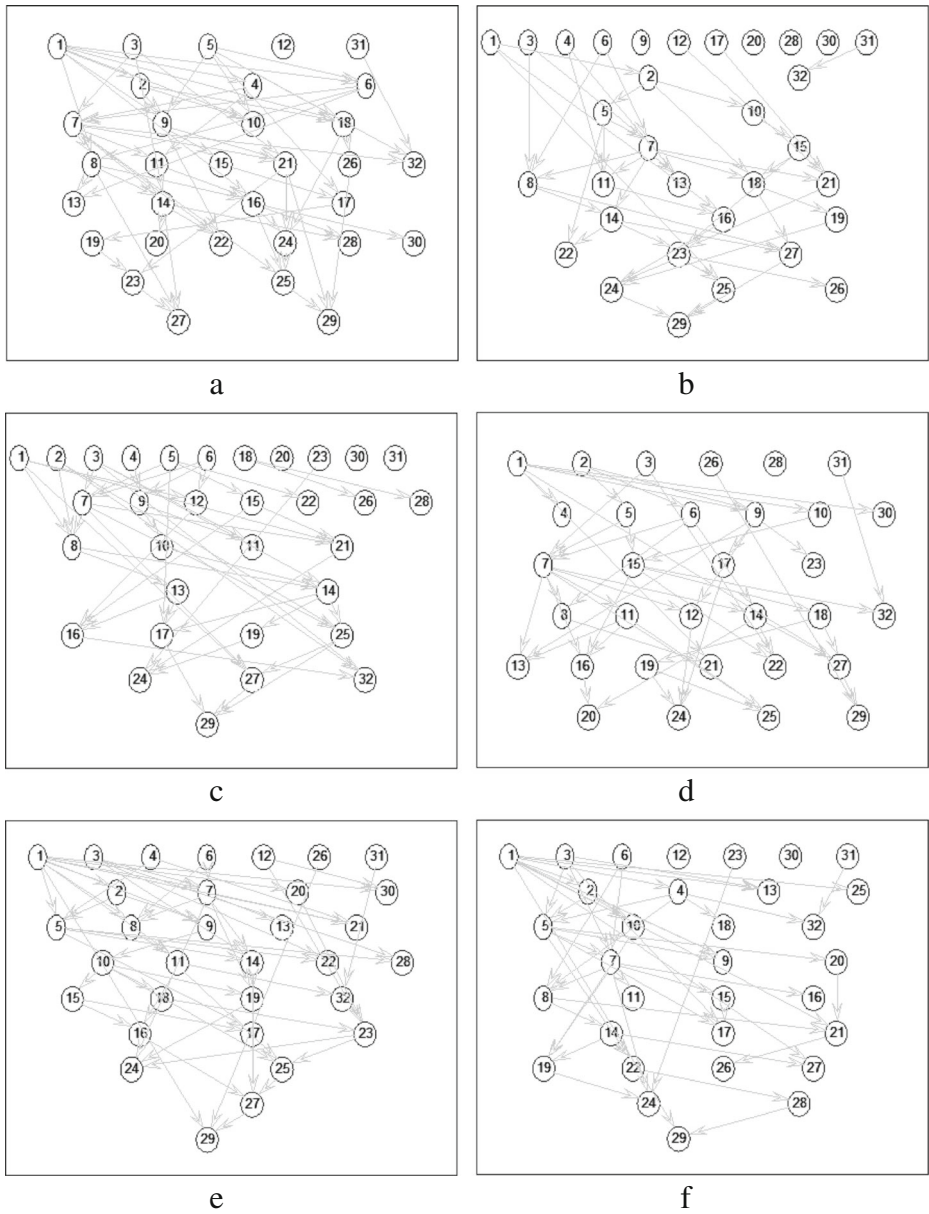 1 3 5 12 31
2 4 6
7 9 10 18
8 11 15 21 26 32
13 14 16 17
19 20 22 24 28 30
23 25
27 29
a
1 3 4 6 9 12 17 20 28 30 31
2 32
5 10
7 15
8 11 13 18 21
14 16 19
22 23 27
24 25 26
29
b
1 2 3 4 5 6 18 20 23 30 31
7 9 12 15 22 26 28
8 10 11 21
13 14
16 17 19 25
24 27 32
29
c
1 2 3 26 28 31
4 5 6 9 10 30
7 15 17 23
8 11 12 14 18 32
13 16 19 21 22 27
20 24 25 29
d
1 3 4 6 12 26 31
2 7 20 30
5 8 9 13 21
10 11 14 22 28
15 18 19 32
16 17 23
24 25
27
29
e
1 3 6 12 23 30 31
2 4 13 25
5 10 18 32
7 9 20
8 11 15 16
14 17 21
19 22 26 27
24 28
29
f